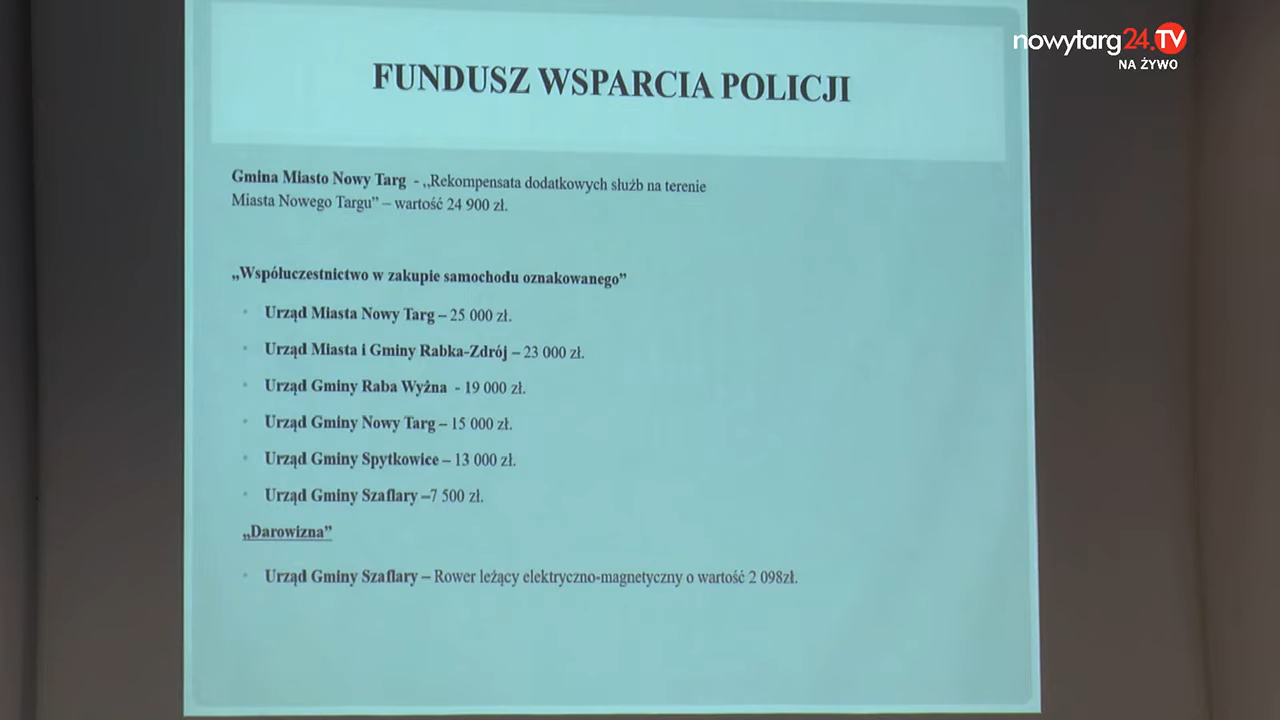 nowytarg24.TV
NA ŻYWO
FUNDUSZ WSPARCIA POLICJI
Gmina Miasto Nowy Targ - „Rekompensata dodatkowych służb na terenie
Miasta Nowego Targu” – wartość 24 900 zł.
„Współuczestnictwo w zakupie samochodu oznakowanego”
• Urząd Miasta Nowy Targ – 25 000 zł.
• Urząd Miasta i Gminy Rabka-Zdrój – 23 000 zł.
• Urząd Gminy Raba Wyżna - 19 000 zł.
• Urząd Gminy Nowy Targ – 15 000 zł.
• Urząd Gminy Spytkowice – 13 000 zł.
• Urząd Gminy Szaflary –7 500 zł.
„Darowizna”
• Urząd Gminy Szaflary – Rower leżący elektryczno-magnetyczny o wartość 2 098zł.